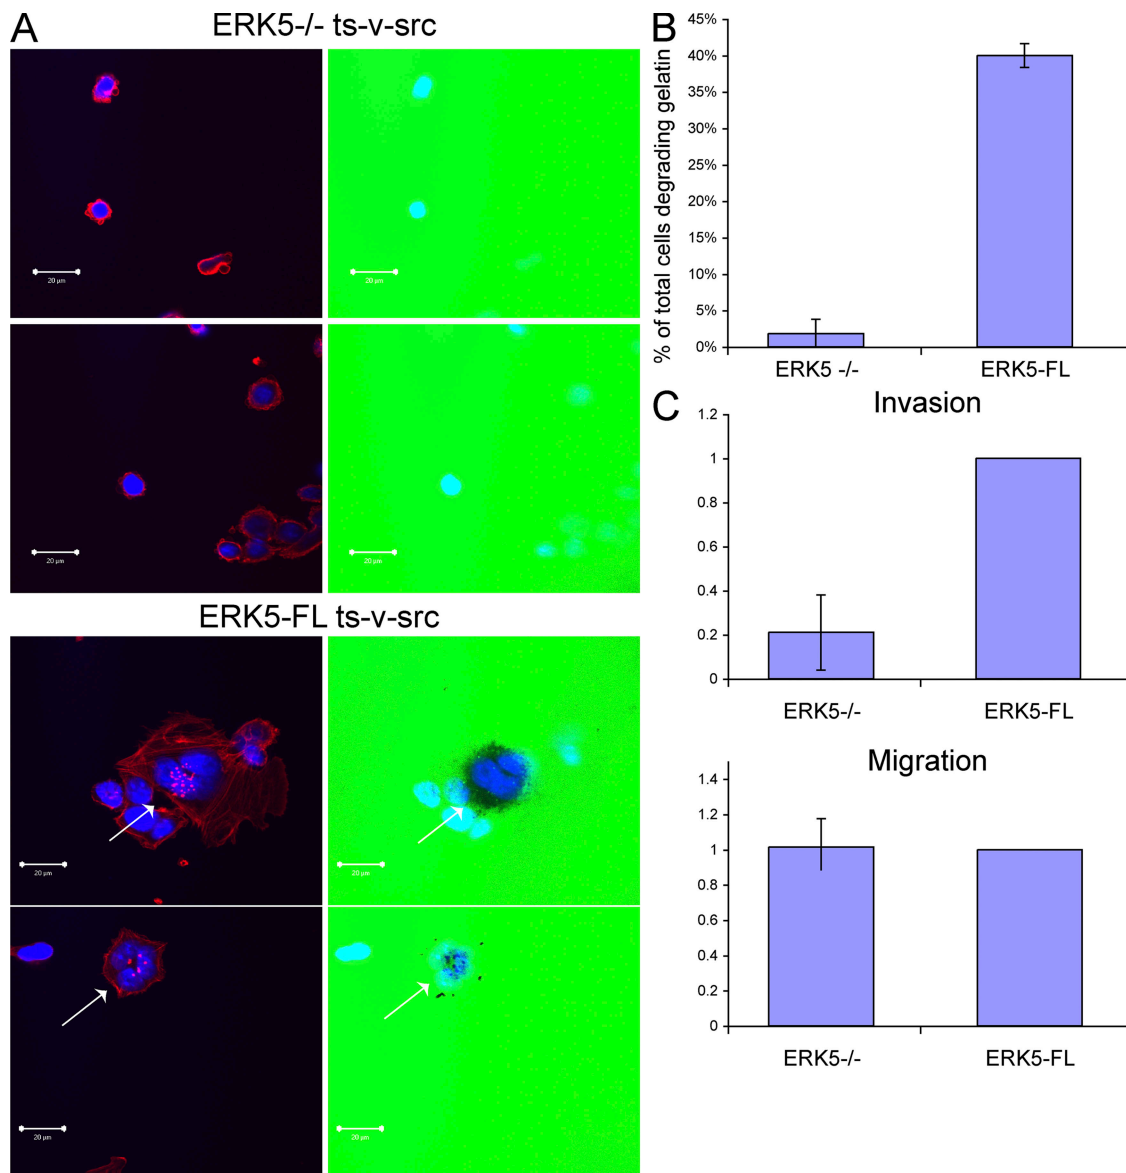 A
ERK5-/- ts-v-src
20 µm
20 µm
20 µm
20 µm
ERK5-FL ts-v-src
20 µm
20 µm
20 µm
20 µm
B
% of total cells degrading gelatin
45%
40%
35%
30%
25%
20%
15%
10%
5%
0%
ERK5 -/-
ERK5-FL
C
Invasion
1.2
1
0.8
0.6
0.4
0.2
0
ERK5-/-
ERK5-FL
Migration
1.4
1.2
1
0.8
0.6
0.4
0.2
0
ERK5-/-
ERK5-FL